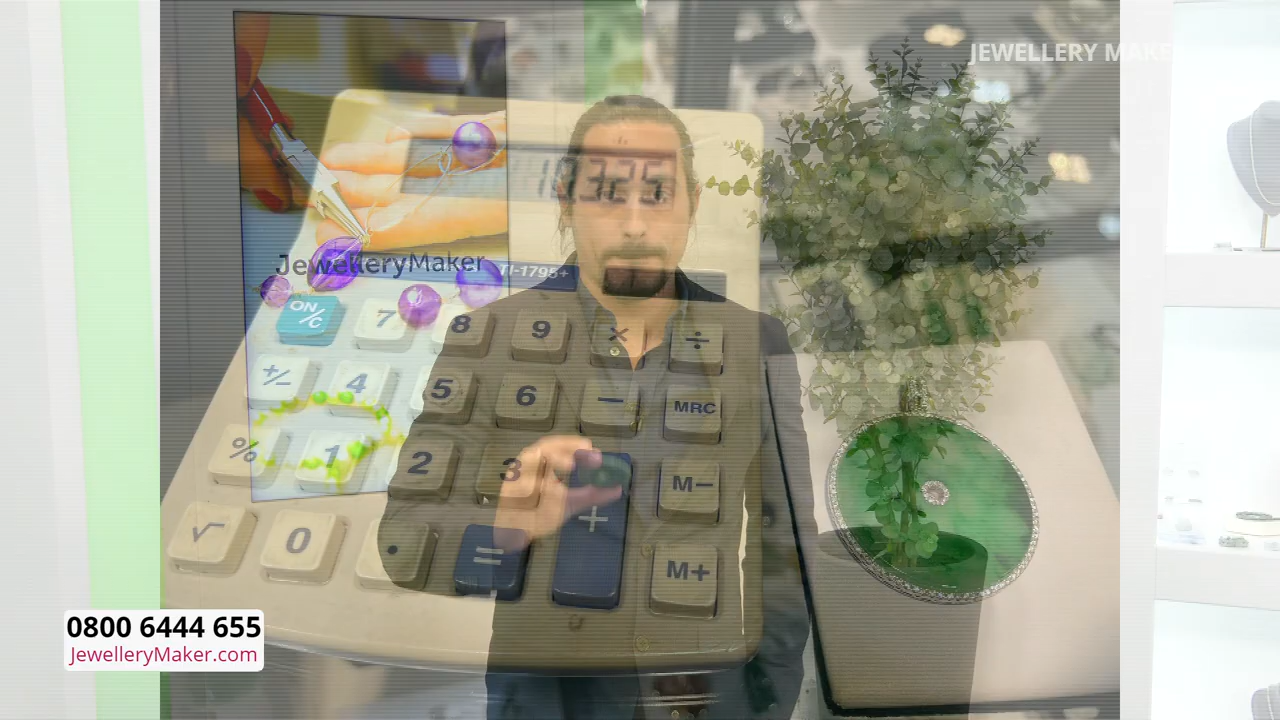 JEWELLERY MAKE
JewelleryMaker
TI-1795+
ON/C
7
8
9
×
÷
+/−
4
5
6
−
MRC
%
1
2
3
M−
√
0
.
=
+
M+
0800 6444 655
JewelleryMaker.com